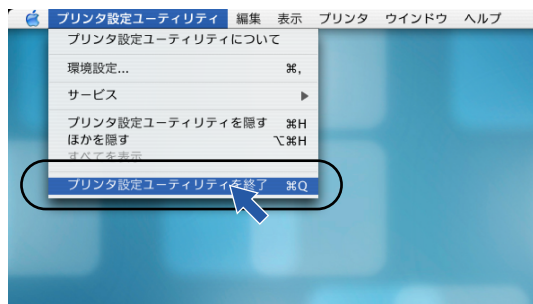 プリンタ設定ユーティリティ 編集 表示 プリンタ ウインドウ ヘルプ
プリンタ設定ユーティリティについて
環境設定... ⌘,
サービス ▶
プリンタ設定ユーティリティを隠す ⌘H
ほかを隠す ⌥⌘H
すべてを表示
プリンタ設定ユーティリティを終了 ⌘Q